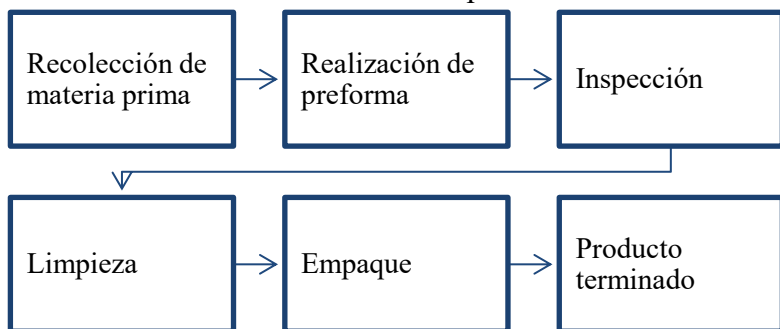 Recolección de
materia prima
Realización de
preforma
Inspección
Limpieza
Empaque
Producto
terminado